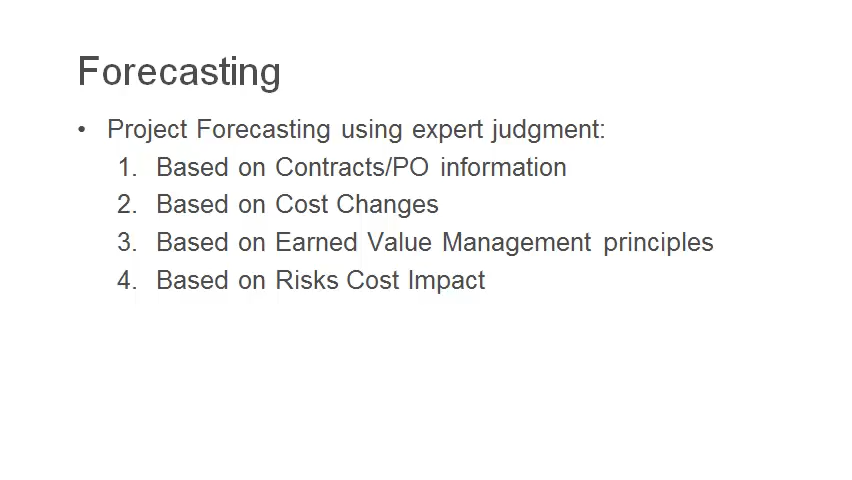 Forecasting
• Project Forecasting using expert judgment:
1. Based on Contracts/PO information
2. Based on Cost Changes
3. Based on Earned Value Management principles
4. Based on Risks Cost Impact